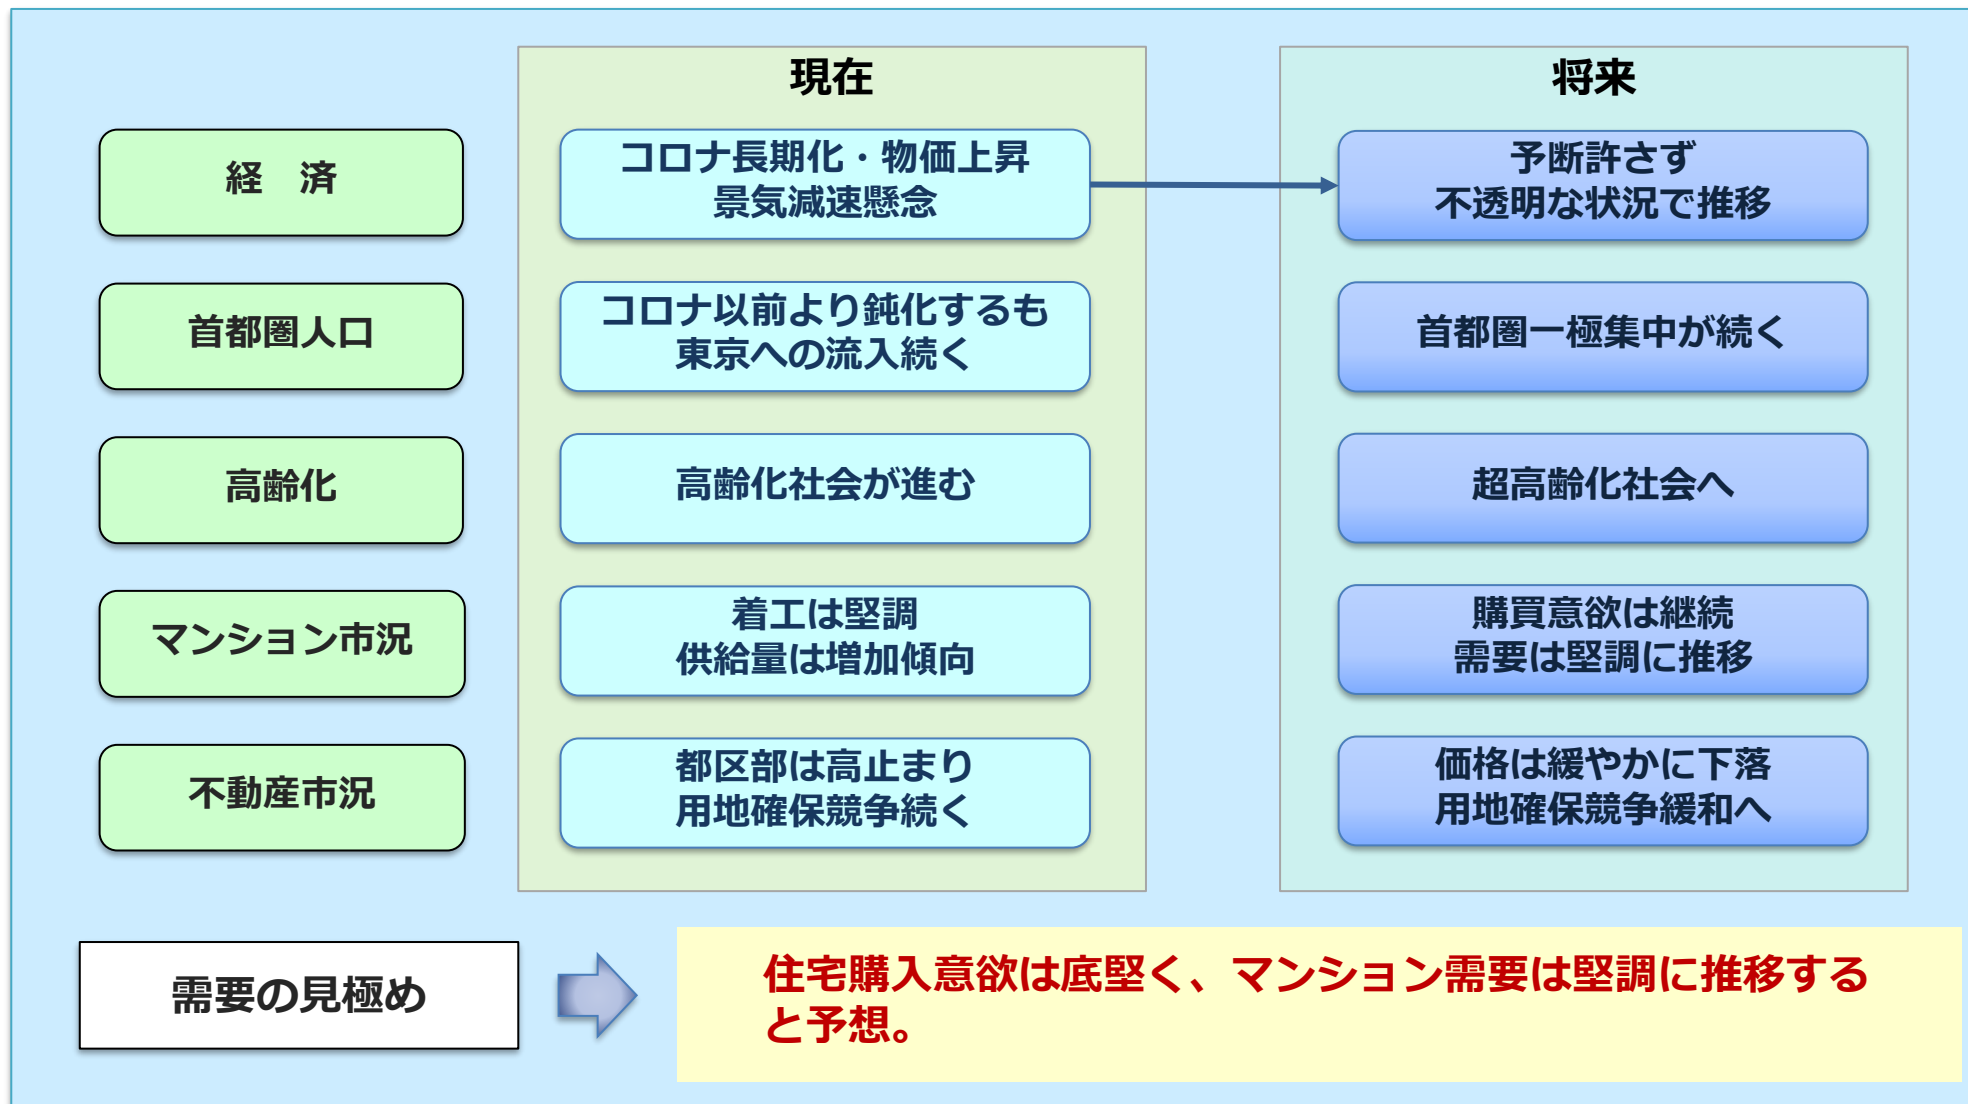 現在
将来
経　済
コロナ長期化・物価上昇
景気減速懸念
予断許さず
不透明な状況で推移
首都圏人口
コロナ以前より鈍化するも
東京への流入続く
首都圏一極集中が続く
高齢化
高齢化社会が進む
超高齢化社会へ
マンション市況
着工は堅調
供給量は増加傾向
購買意欲は継続
需要は堅調に推移
不動産市況
都区部は高止まり
用地確保競争続く
価格は緩やかに下落
用地確保競争緩和へ
需要の見極め
住宅購入意欲は底堅く、マンション需要は堅調に推移する
と予想。